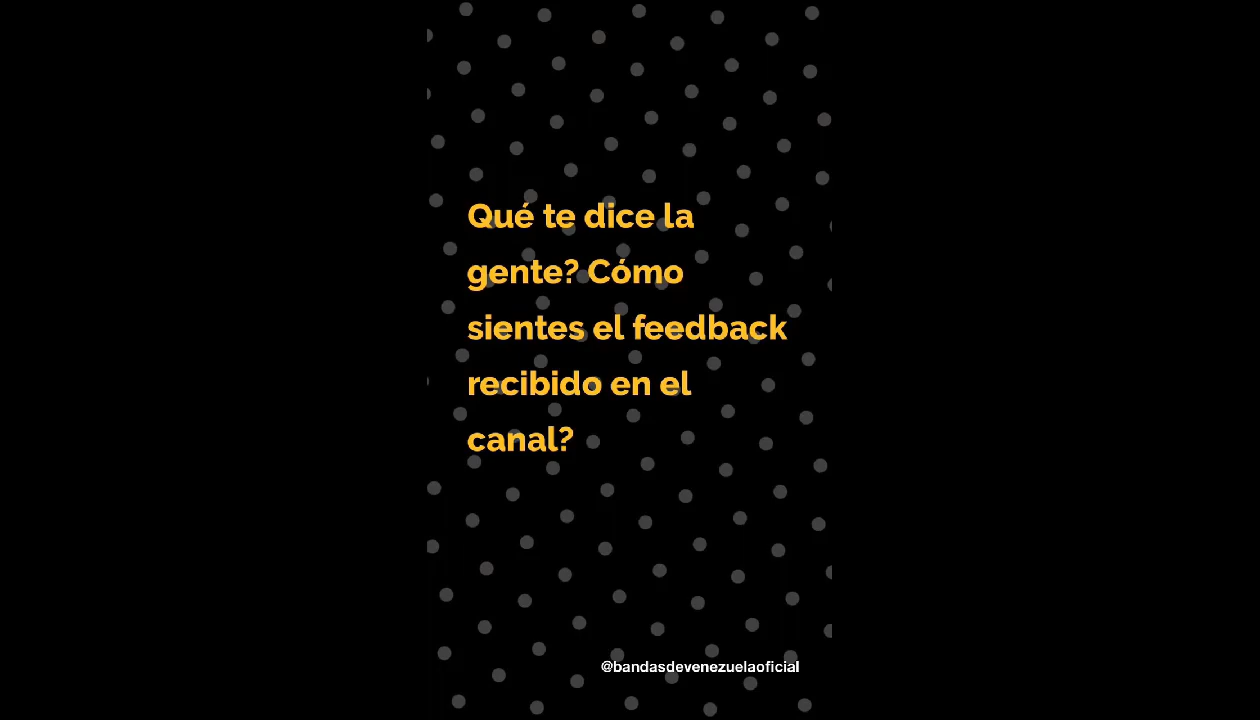 Qué te dice la
gente? Cómo
sientes el feedback
recibido en el
canal?
@bandasdevenezuelaoficial